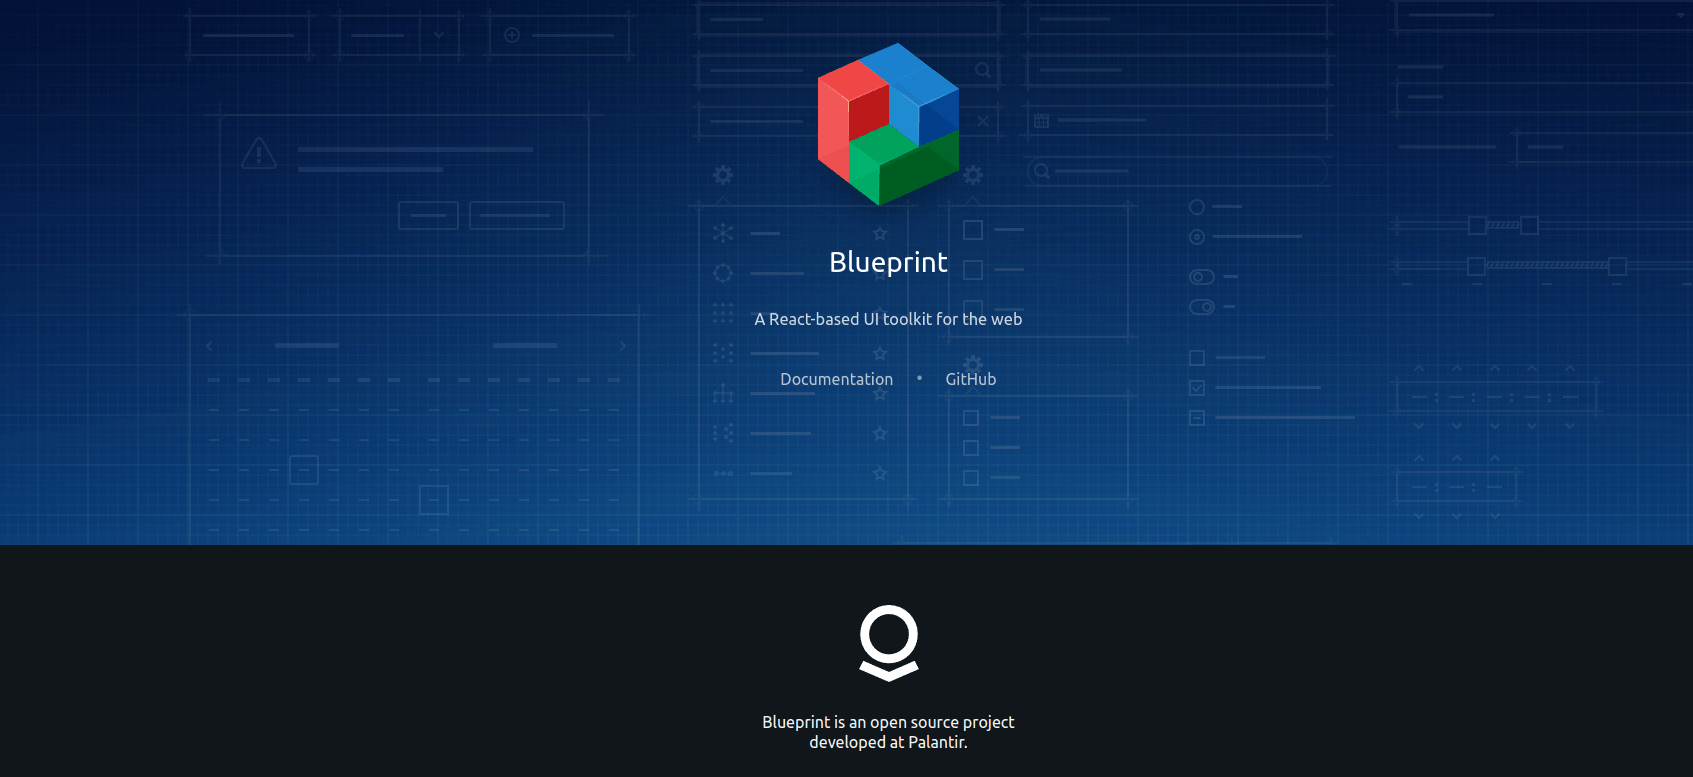 Blueprint
A React-based UI toolkit for the web
Documentation • GitHub
Blueprint is an open source project
developed at Palantir.